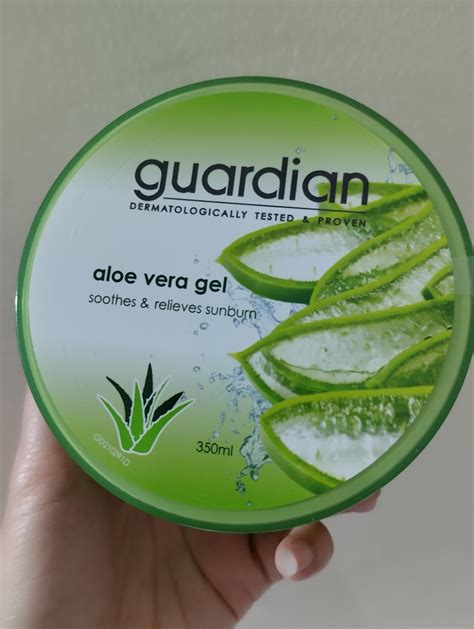 guardian
DERMATOLOGICALLY TESTED & PROVEN
aloe vera gel
soothes & relieves sunburn
350ml